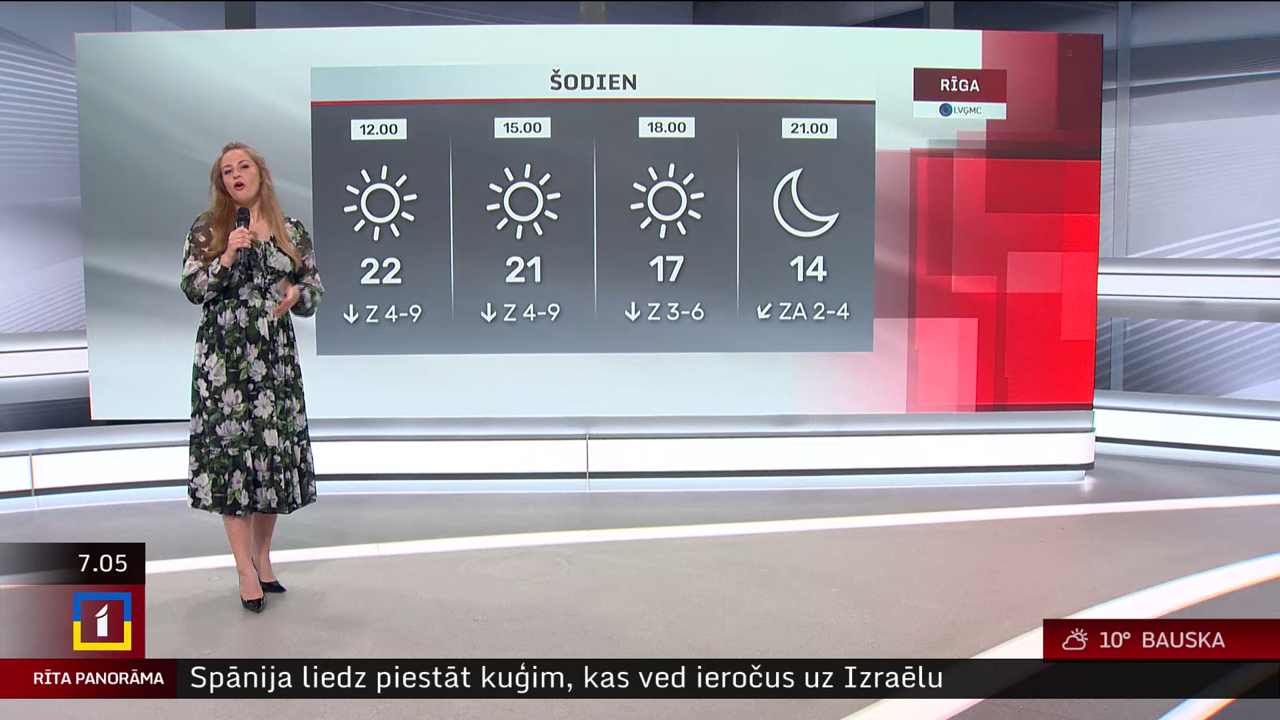 ŠODIEN
RĪGA
LVĢMC
12.00
15.00
18.00
21.00
22
21
17
14
Z 4-9
Z 4-9
Z 3-6
ZA 2-4
7.05
1
10° BAUSKA
RĪTA PANORĀMA
Spānija liedz piestāt kuģim, kas ved ieročus uz Izraēlu